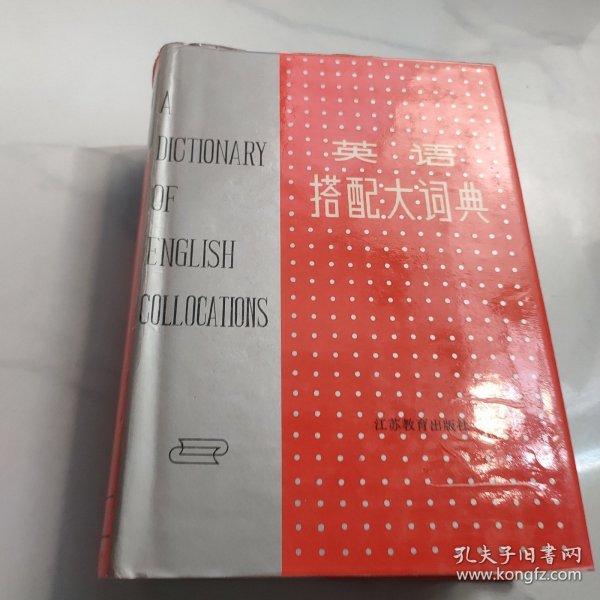 A
DICTIONARY
OF
ENGLISH
COLLOCATIONS
英语
搭配大词典
江苏教育出版社
孔夫子旧书网
www.kongfz.com